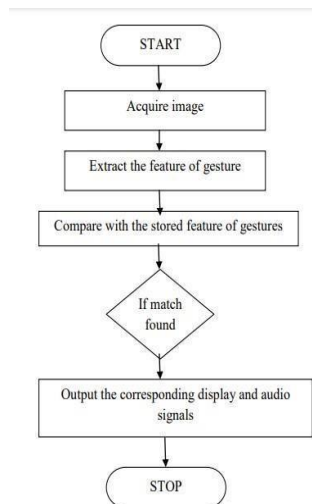 START
Acquire image
Extract the feature of gesture
Compare with the stored feature of gestures
If match
found
Output the corresponding display and audio
signals
STOP